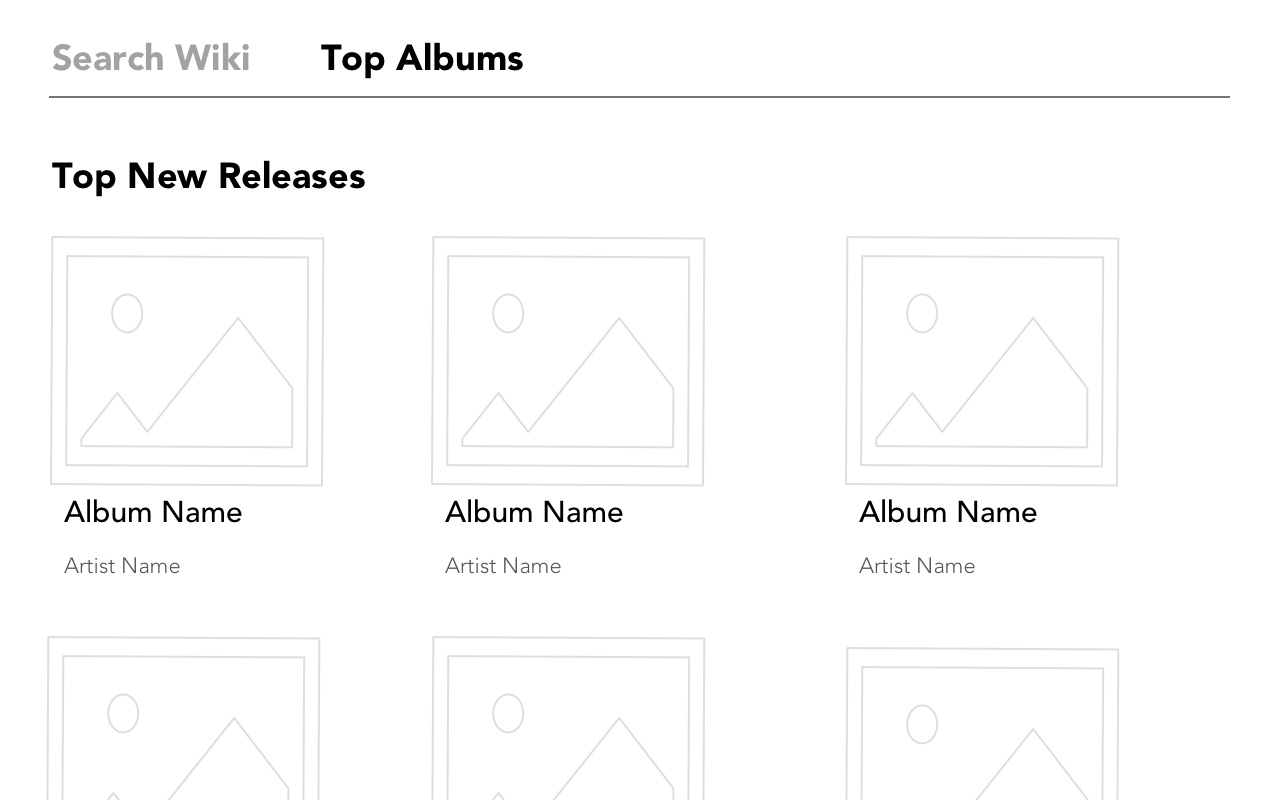 Search Wiki Top Albums
Top New Releases
Album Name Album Name Album Name
Artist Name Artist Name Artist Name